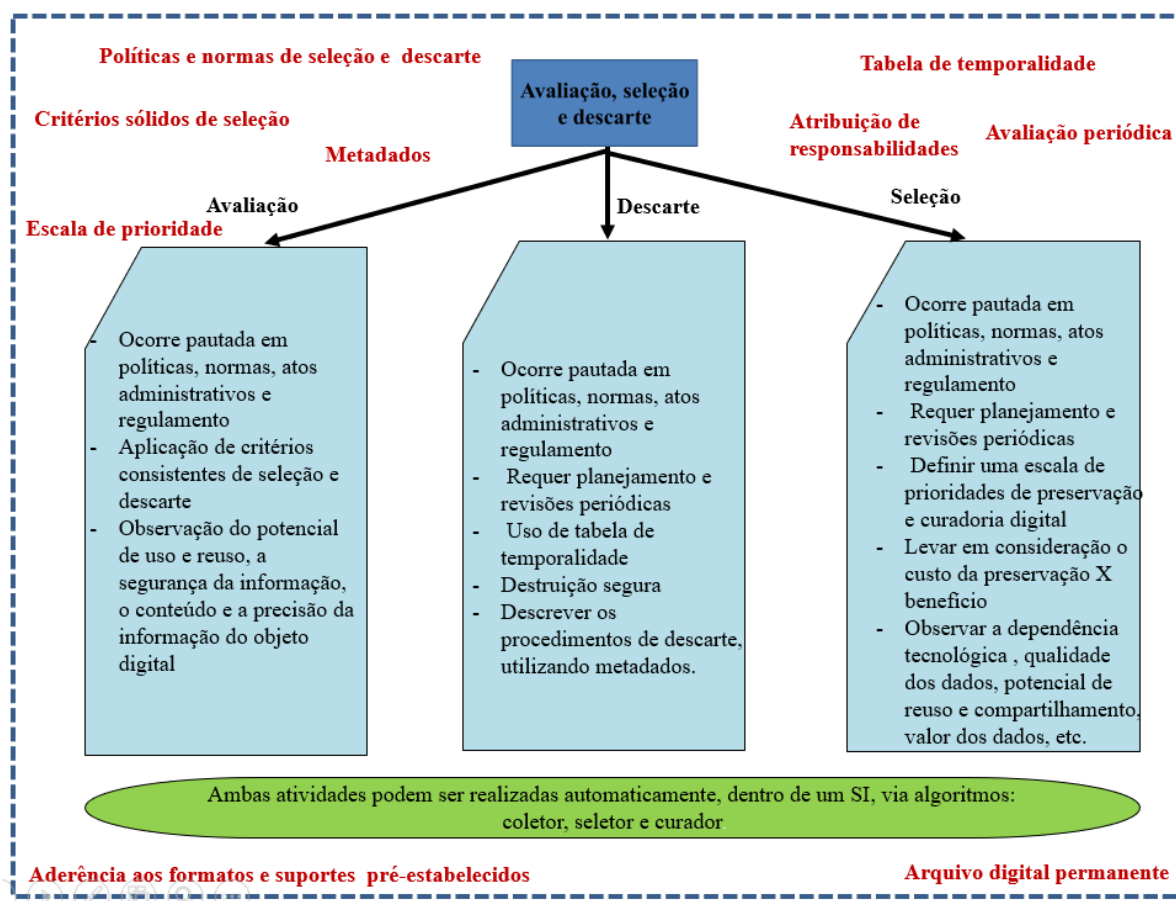 Políticas e normas de seleção e descarte
Tabela de temporalidade
Avaliação, seleção
e descarte
Critérios sólidos de seleção
Atribuição de
responsabilidades
Avaliação periódica
Metadados
Avaliação
Descarte
Seleção
Escala de prioridade
- Ocorre pautada em
políticas, normas, atos
administrativos e
regulamento
- Aplicação de critérios
consistentes de seleção e
descarte
- Observação do potencial
de uso e reuso, a
segurança da informação,
o conteúdo e a precisão da
informação do objeto
digital
- Ocorre pautada em
políticas, normas, atos
administrativos e
regulamento
- Requer planejamento e
revisões periódicas
- Uso de tabela de
temporalidade
- Destruição segura
- Descrever os
procedimentos de descarte,
utilizando metadados.
- Ocorre pautada em
políticas, normas, atos
administrativos e
regulamento
- Requer planejamento e
revisões periódicas
- Definir uma escala de
prioridades de preservação
e curadoria digital
- Levar em consideração o
custo da preservação X
benefício
- Observar a dependência
tecnológica , qualidade
dos dados, potencial de
reuso e compartilhamento,
valor dos dados, etc.
Ambas atividades podem ser realizadas automaticamente, dentro de um SI, via algoritmos:
coletor, seletor e curador
Aderência aos formatos e suportes pré-estabelecidos
Arquivo digital permanente